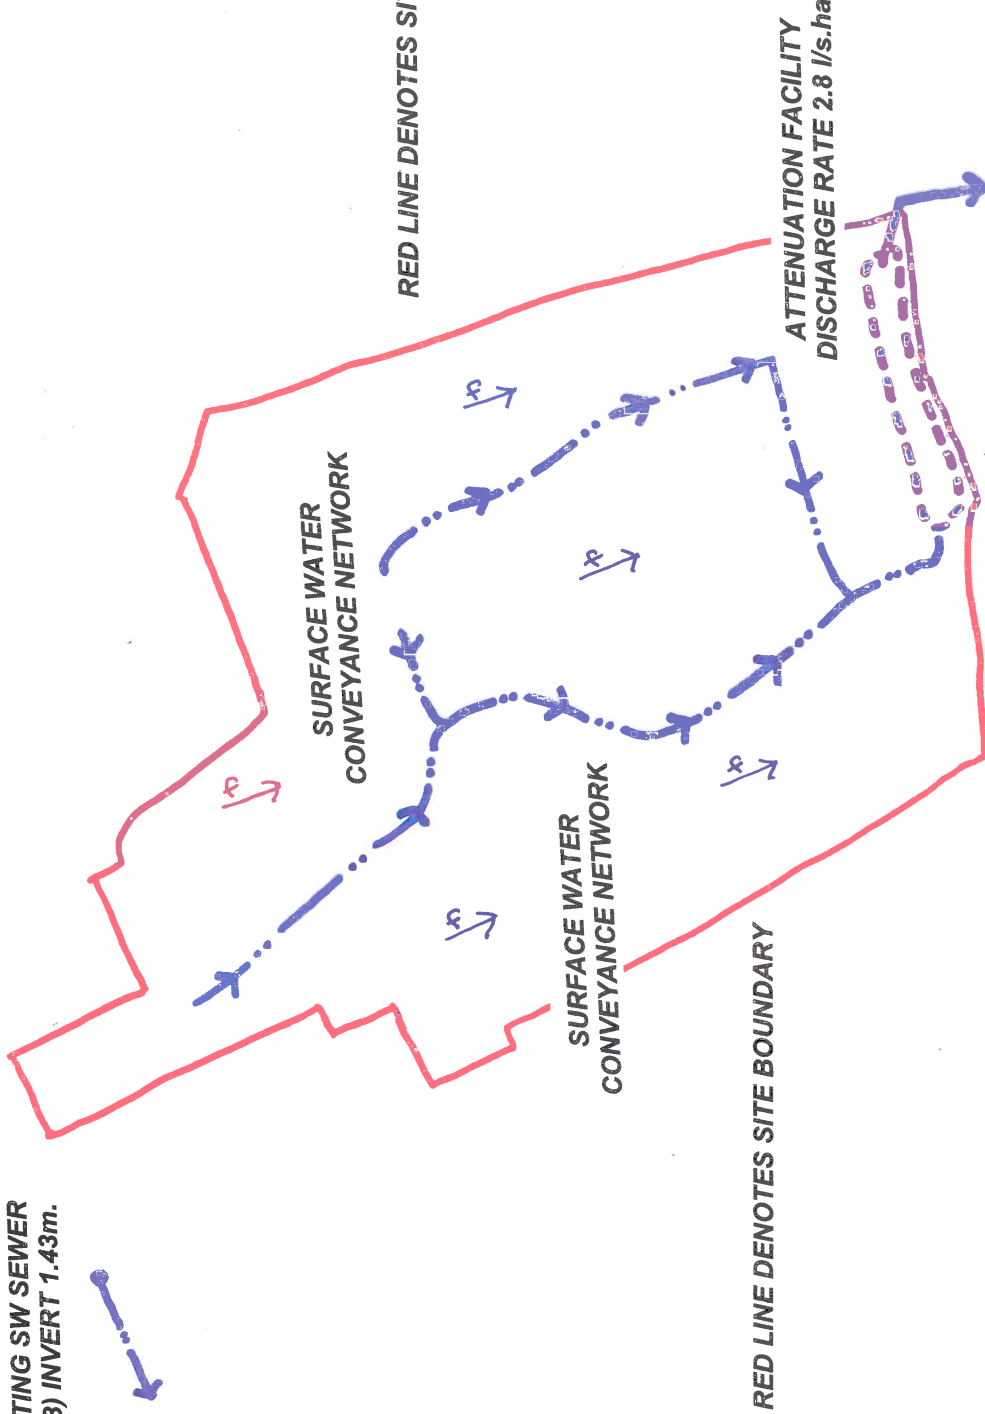 TING SW SEWER
3) INVERT 1.43m.
RED LINE DENOTES SITE BOUNDARY
SURFACE WATER
CONVEYANCE NETWORK
SURFACE WATER
CONVEYANCE NETWORK
RED LINE DENOTES SI
ATTENUATION FACILITY
DISCHARGE RATE 2.8 l/s.ha